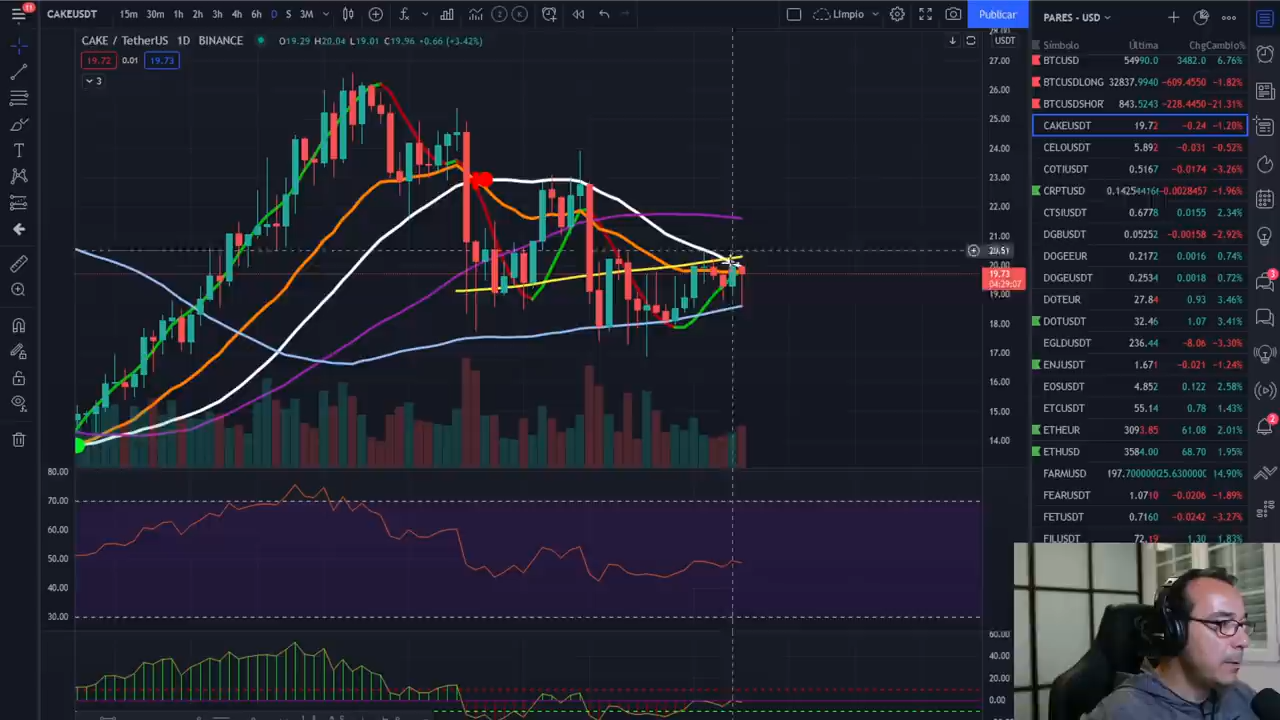 11
CAKEUSDT 15m 30m 1h 2h 3h 4h 6h D S 3M 2 K LImpio Publicar
CAKE / TetherUS 1D BINANCE O19.29 H20.04 L19.01 C19.96 +0.66 (+3.42%) USDT
19.72 0.01 19.73
3
28.00
27.00
26.00
25.00
24.00
23.00
22.00
21.00
20.51
20.00
19.73
04:29:07
19.00
18.00
17.00
16.00
15.00
14.00
80.00
70.00
60.00
50.00
40.00
30.00
60.00
40.00
20.00
0.00
PARES - USD
Símbolo Última Chg Cambio%
BTCUSD 54990.0 3482.0 6.76%
BTCUSDLONG 32837.9940 -609.4550 -1.82%
BTCUSDSHOR 843.5243 -228.4450 -21.31%
CAKEUSDT 19.72 -0.24 -1.20%
CELOUSDT 5.892 -0.031 -0.52%
COTIUSDT 0.5167 -0.0174 -3.26%
CRPTUSD 0.14254416 -0.0028457 -1.96%
CTSIUSDT 0.6778 0.0155 2.34%
DGBUSDT 0.05252 -0.00158 -2.92%
DOGEEUR 0.2172 0.0016 0.74%
DOGEUSDT 0.2534 0.0018 0.72%
DOTEUR 27.84 0.93 3.46%
DOTUSDT 32.46 1.07 3.41%
EGLDUSDT 236.44 -8.06 -3.30%
ENJUSDT 1.671 -0.021 -1.24%
EOSUSDT 4.852 0.122 2.58%
ETCUSDT 55.14 0.78 1.43%
ETHEUR 3093.85 61.08 2.01%
ETHUSD 3584.00 68.70 1.95%
FARMUSD 197.700000 25.630000 14.90%
FEARUSDT 1.0710 -0.0206 -1.89%
FETUSDT 0.7160 -0.0242 -3.27%
FILUSDT 72.19 1.30 1.83%
3
2